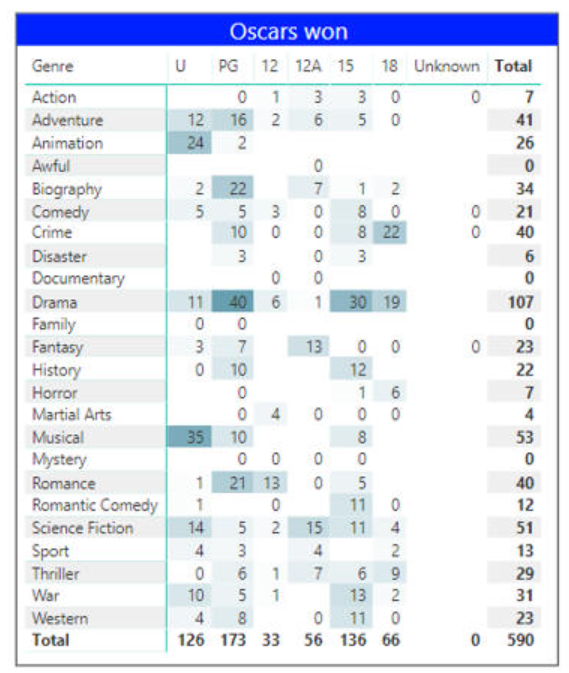 Oscars won
Genre U PG 12 12A 15 18 Unknown Total
Action 0 1 3 3 0 0 7
Adventure 12 16 2 6 5 0 41
Animation 24 2 26
Awful 0 0
Biography 2 22 7 1 2 34
Comedy 5 5 3 0 8 0 0 21
Crime 10 0 0 8 22 0 40
Disaster 3 0 3 6
Documentary 0 0 0
Drama 11 40 6 1 30 19 107
Family 0 0 0
Fantasy 3 7 13 0 0 0 23
History 0 10 12 22
Horror 0 1 6 7
Martial Arts 0 4 0 0 0 4
Musical 35 10 8 53
Mystery 0 0 0 0 0
Romance 1 21 13 0 5 40
Romantic Comedy 1 0 11 0 12
Science Fiction 14 5 2 15 11 4 51
Sport 4 3 4 2 13
Thriller 0 6 1 7 6 9 29
War 10 5 1 13 2 31
Western 4 8 0 11 0 23
Total 126 173 33 56 136 66 0 590